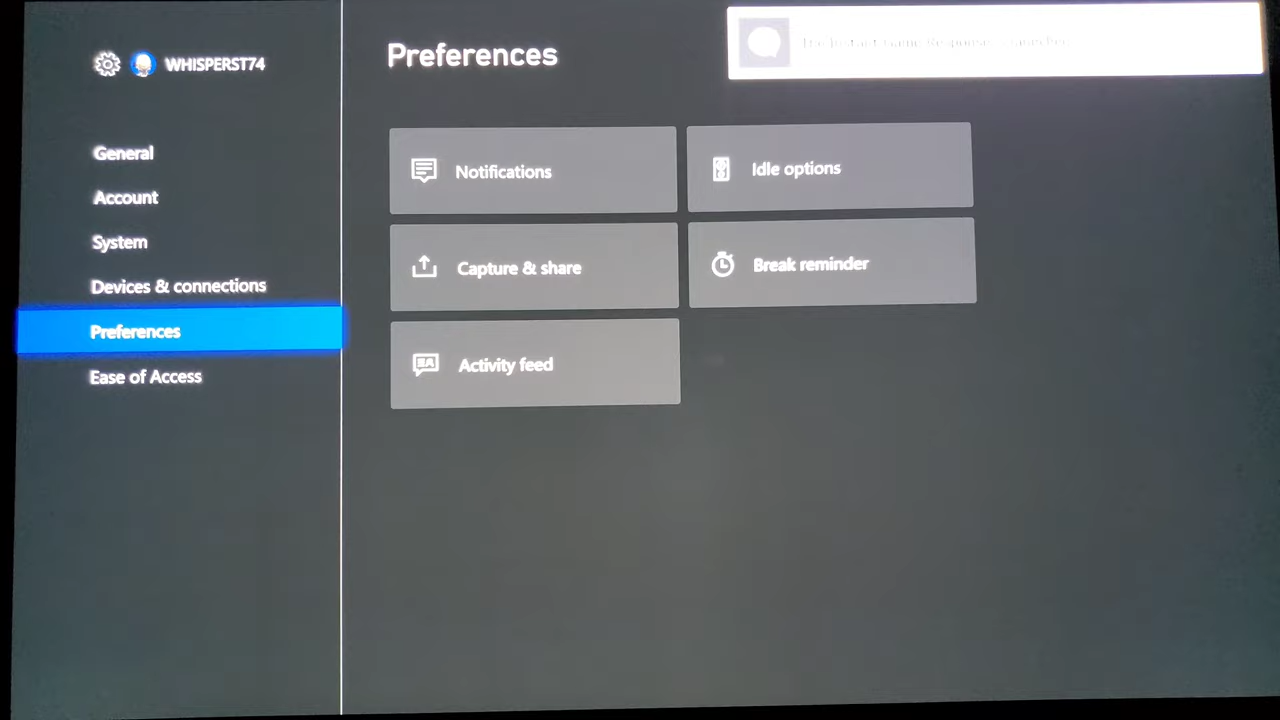 WHISPERST74
General
Account
System
Devices & connections
Preferences
Ease of Access
Preferences
Notifications
Idle options
Capture & share
Break reminder
Activity feed